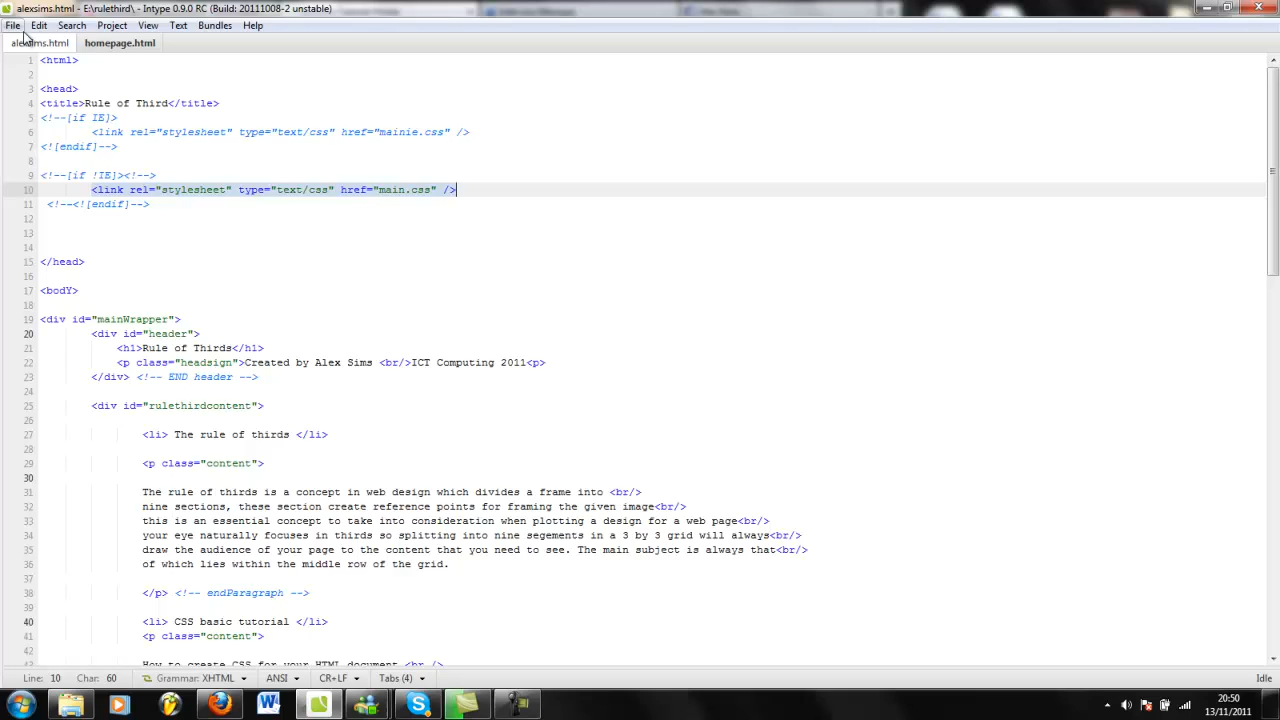 alexsims.html - E:\rulethird\ - Intype 0.9.0 RC (Build: 20111008-2 unstable)
File Edit Search Project View Text Bundles Help
alexsims.html homepage.html
1 <html>
2
3 <head>
4 <title>Rule of Third</title>
5 <!--[if IE]>
6 <link rel="stylesheet" type="text/css" href="mainie.css" />
7 <![endif]-->
8
9 <!--[if !IE]><!-->
10 <link rel="stylesheet" type="text/css" href="main.css" />
11 <!--<![endif]-->
12
13
14
15 </head>
16
17 <bodY>
18
19 <div id="mainWrapper">
20 <div id="header">
21 <h1>Rule of Thirds</h1>
22 <p class="headsign">Created by Alex Sims <br/>ICT Computing 2011<p>
23 </div> <!-- END header -->
24
25 <div id="rulethirdcontent">
26
27 <li> The rule of thirds </li>
28
29 <p class="content">
30
31 The rule of thirds is a concept in web design which divides a frame into <br/>
32 nine sections, these section create reference points for framing the given image<br/>
33 this is an essential concept to take into consideration when plotting a design for a web page<br/>
34 your eye naturally focuses in thirds so splitting into nine segements in a 3 by 3 grid will always<br/>
35 draw the audience of your page to the content that you need to see. The main subject is always that<br/>
36 of which lies within the middle row of the grid.
37
38 </p> <!-- endParagraph -->
39
40 <li> CSS basic tutorial </li>
41 <p class="content">
42
43 How to create CSS for your HTML document <br />
Line: 10 Char: 60 Grammar: XHTML ANSI CR+LF Tabs (4) Idle
20:50
13/11/2011